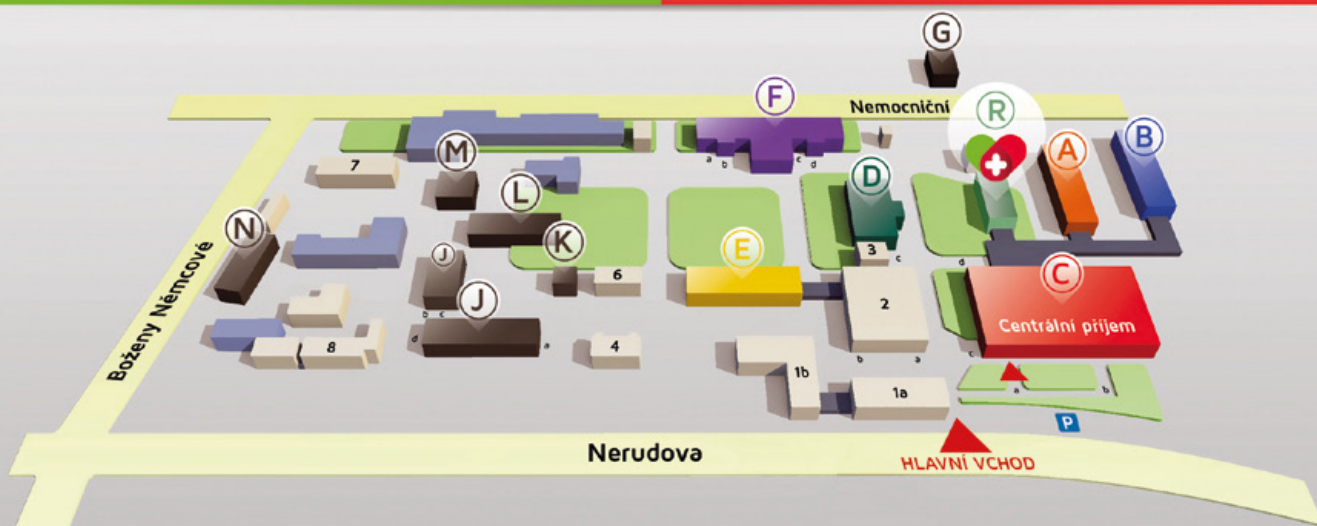 G
F
Nemocniční
R
B
A
M
7
a
b
c
d
D
L
N
K
J
3
c
E
6
d
C
J
2
Centrální příjem
b c
d
a
8
4
b
a
c
1b
1a
a
b
P
Boženy Němcové
Nerudova
HLAVNÍ VCHOD